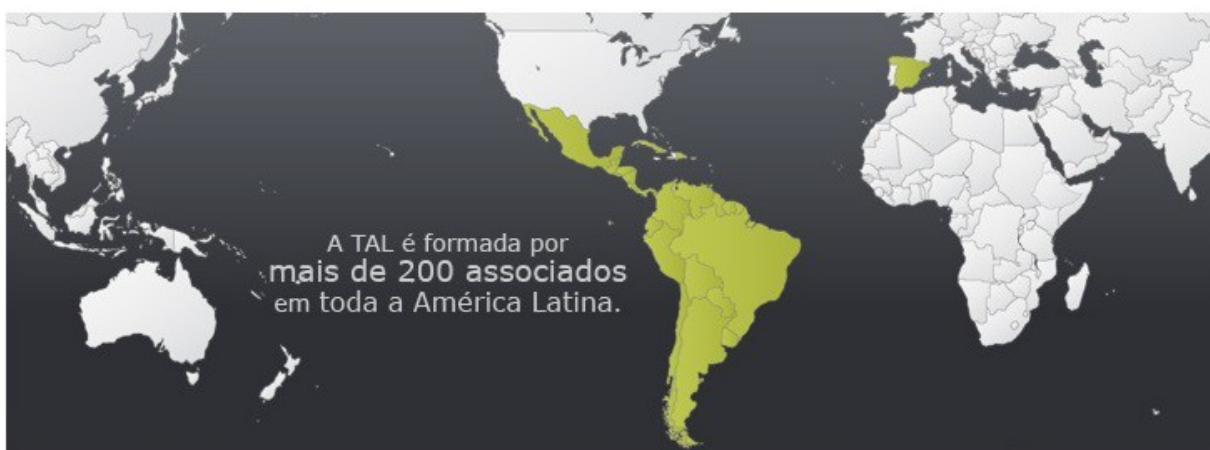 A TAL é formada por
mais de 200 associados
em toda a América Latina.